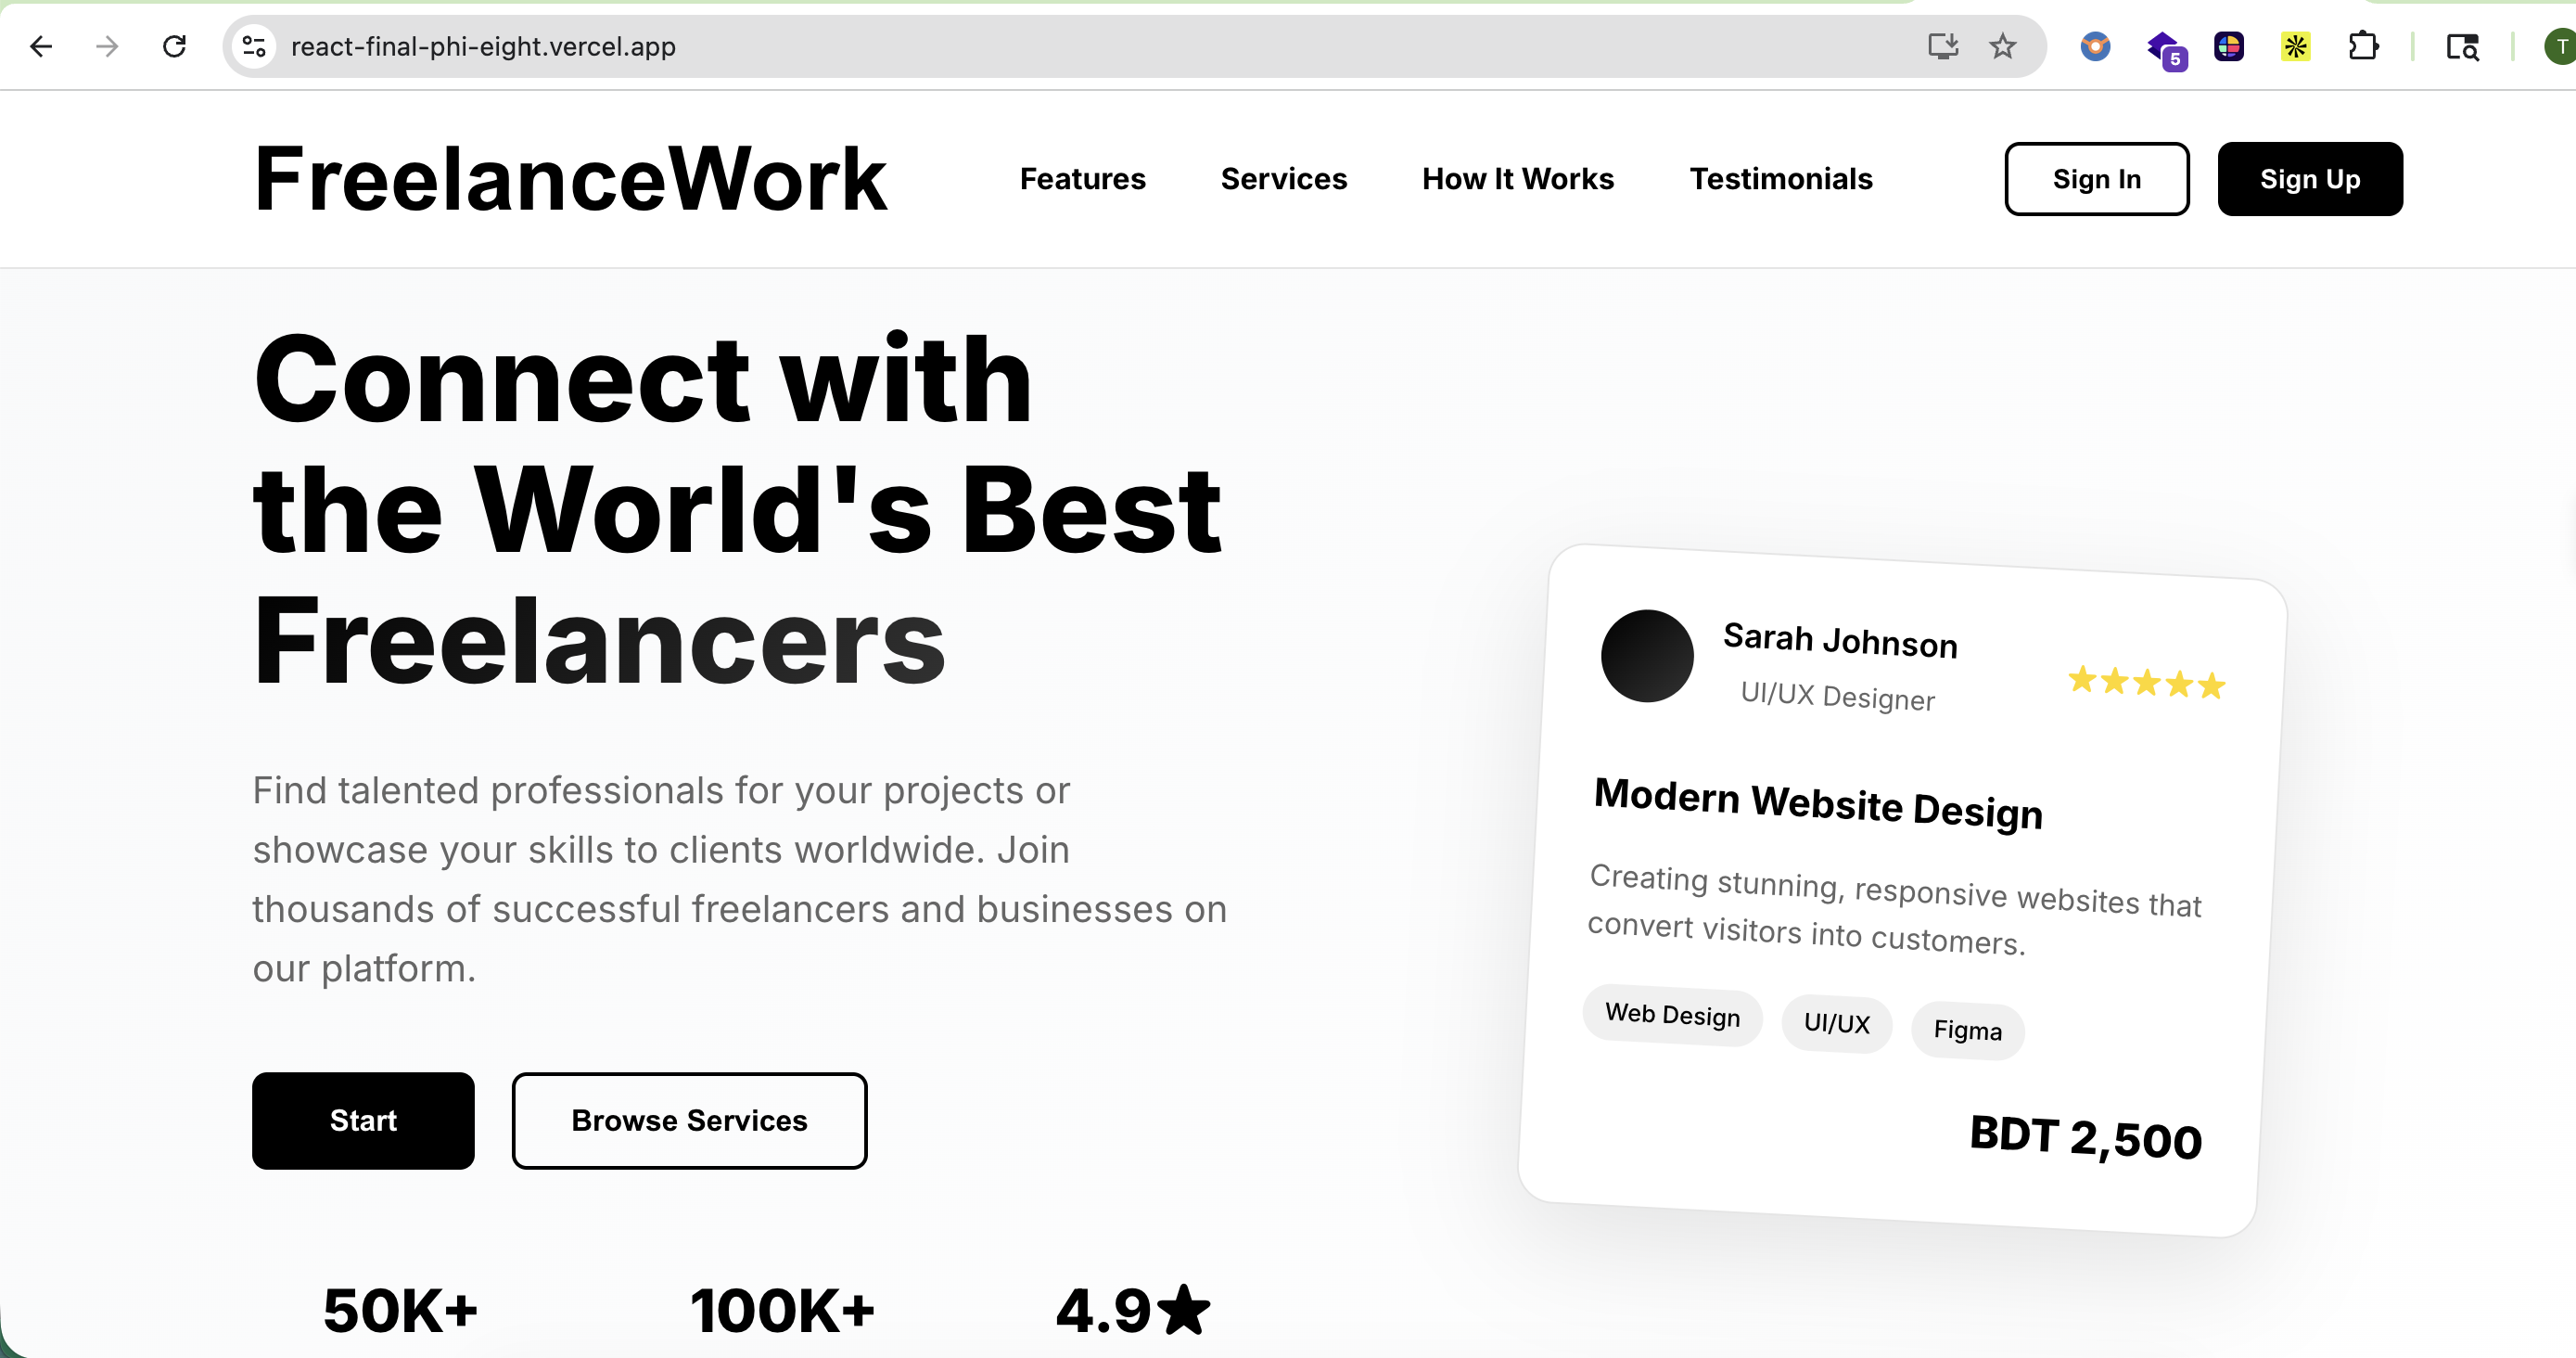 react-final-phi-eight.vercel.app
5
T
FreelanceWork
Features
Services
How It Works
Testimonials
Sign In
Sign Up
Connect with
the World's Best
Freelancers
Find talented professionals for your projects or
showcase your skills to clients worldwide. Join
thousands of successful freelancers and businesses on
our platform.
Start
Browse Services
50K+
100K+
4.9★
Sarah Johnson
UI/UX Designer
★★★★★
Modern Website Design
Creating stunning, responsive websites that
convert visitors into customers.
Web Design
UI/UX
Figma
BDT 2,500